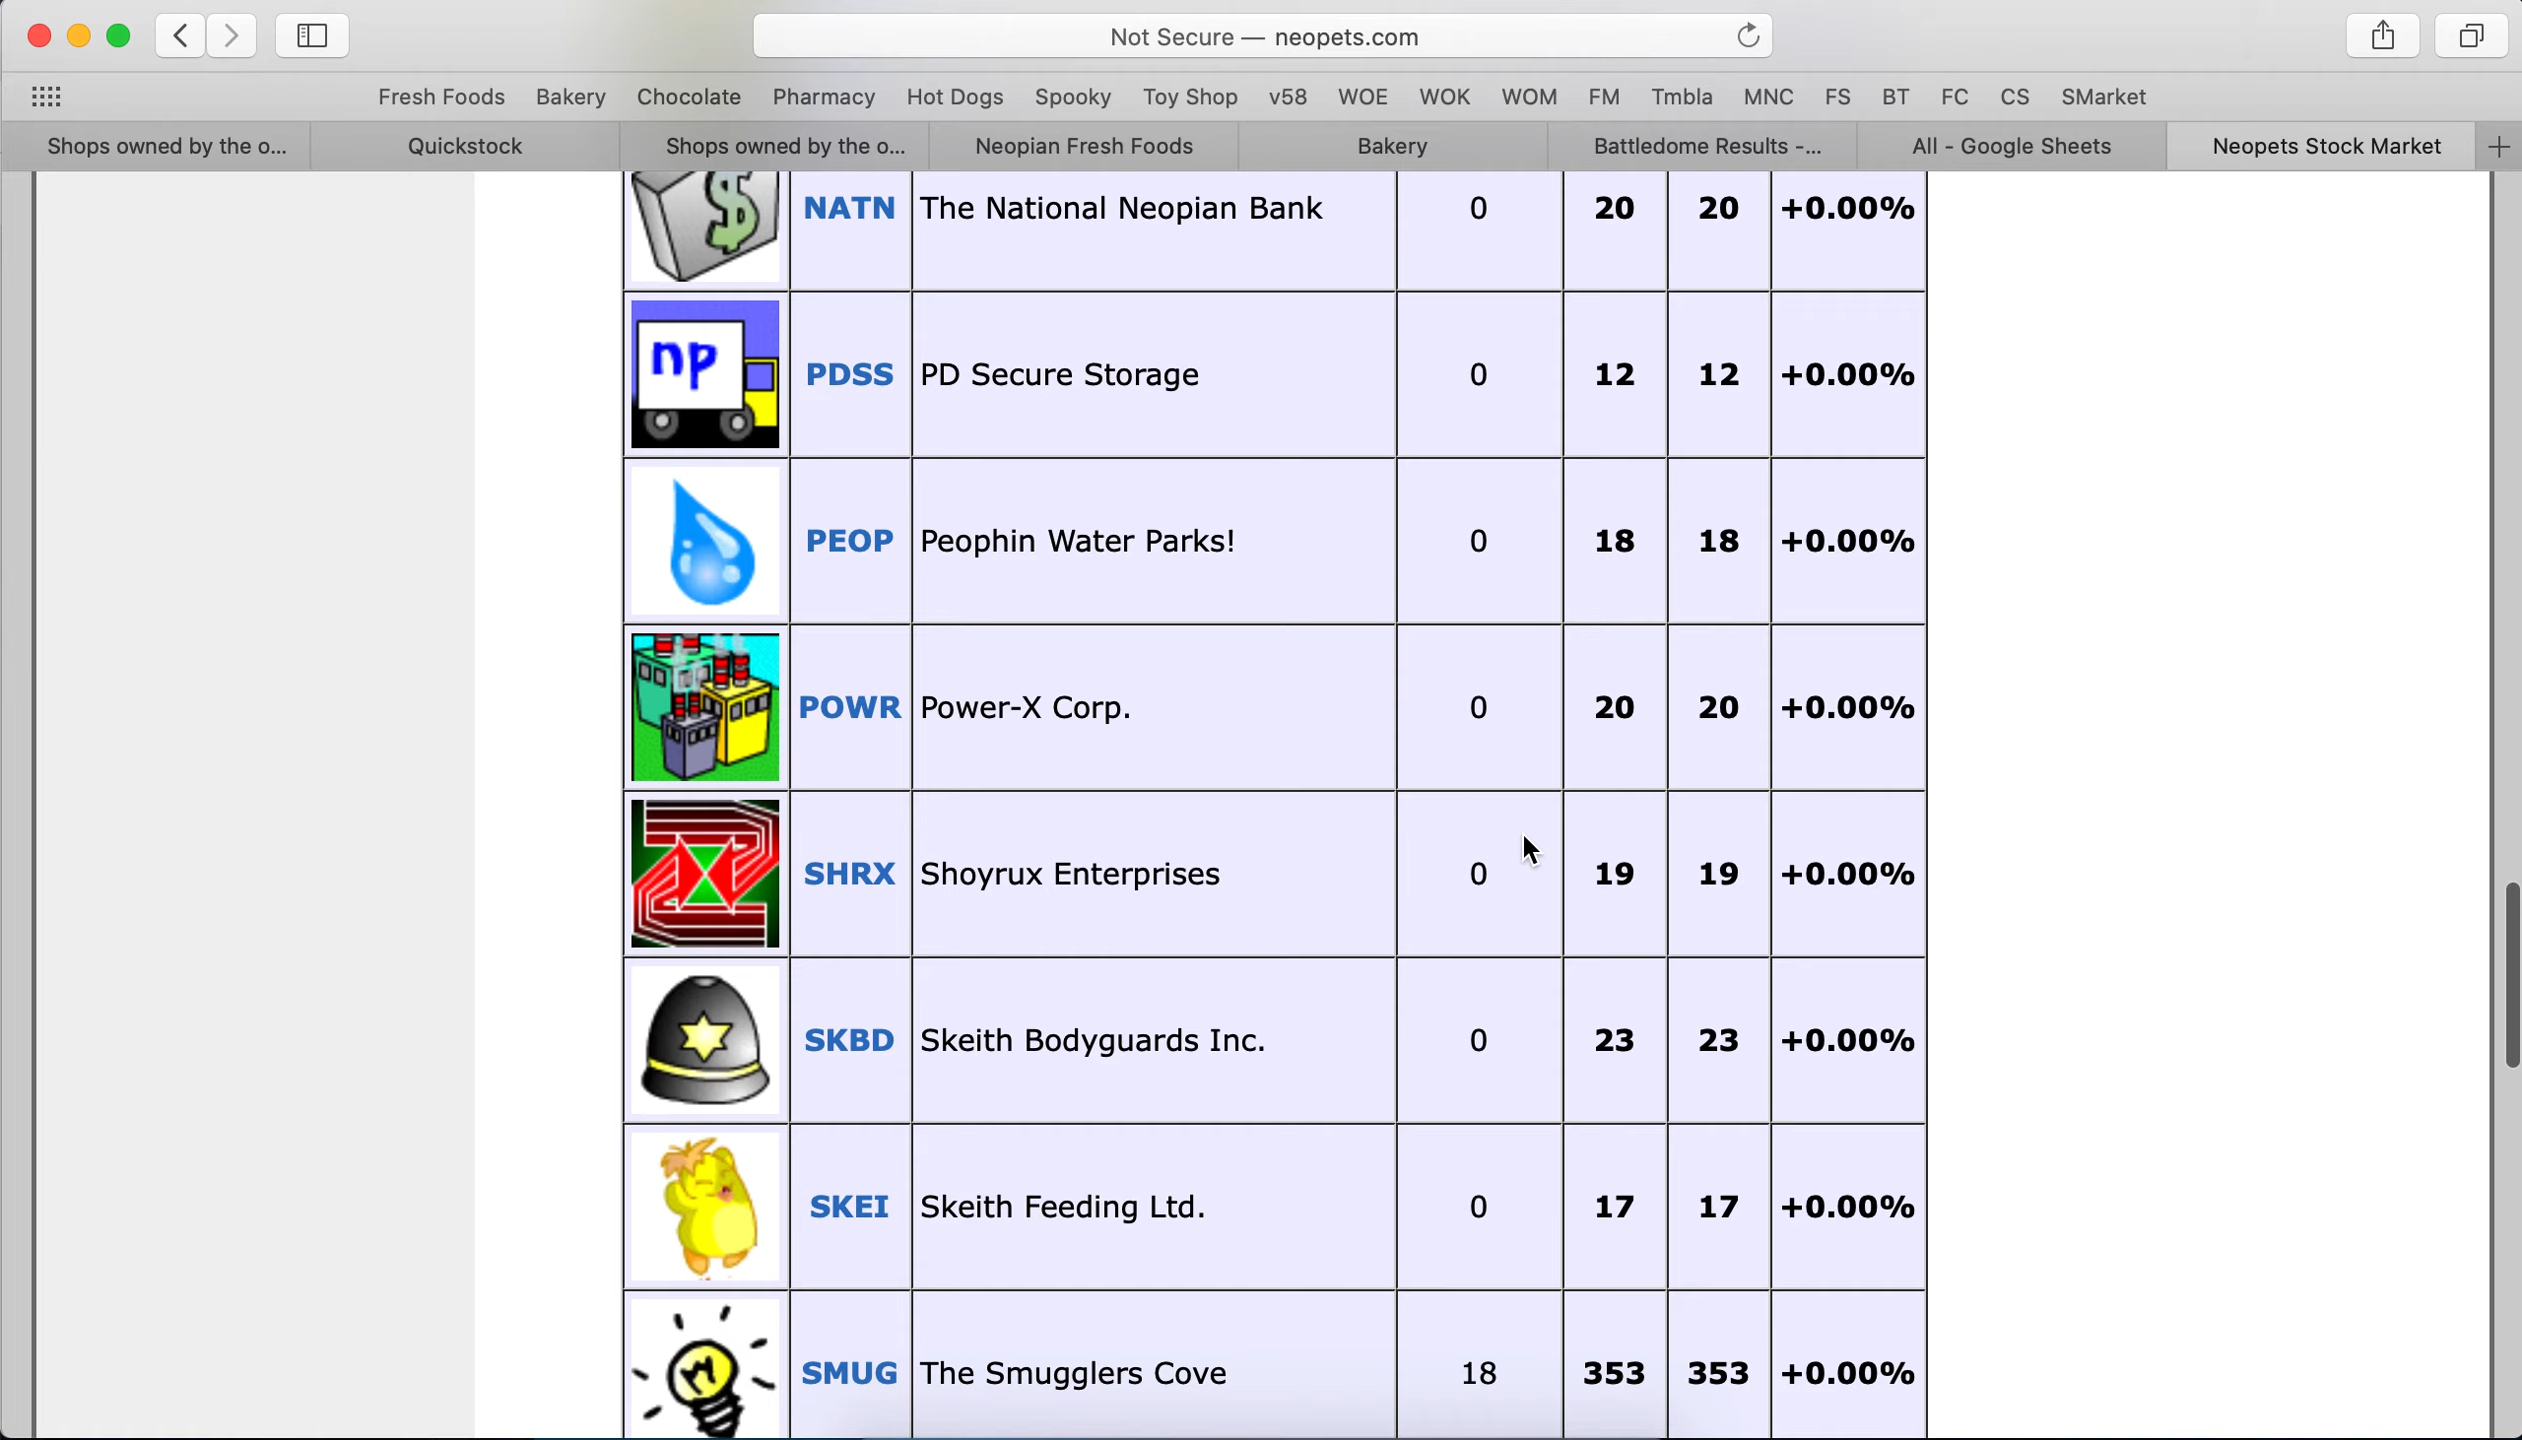 Not Secure — neopets.com
Fresh Foods Bakery Chocolate Pharmacy Hot Dogs Spooky Toy Shop v58 WOE WOK WOM FM Tmbla MNC FS BT FC CS SMarket
Shops owned by the o... Quickstock Shops owned by the o... Neopian Fresh Foods Bakery Battledome Results -... All - Google Sheets Neopets Stock Market
$ NATN The National Neopian Bank 0 20 20 +0.00%
np PDSS PD Secure Storage 0 12 12 +0.00%
PEOP Peophin Water Parks! 0 18 18 +0.00%
POWR Power-X Corp. 0 20 20 +0.00%
SHRX Shoyrux Enterprises 0 19 19 +0.00%
SKBD Skeith Bodyguards Inc. 0 23 23 +0.00%
SKEI Skeith Feeding Ltd. 0 17 17 +0.00%
SMUG The Smugglers Cove 18 353 353 +0.00%